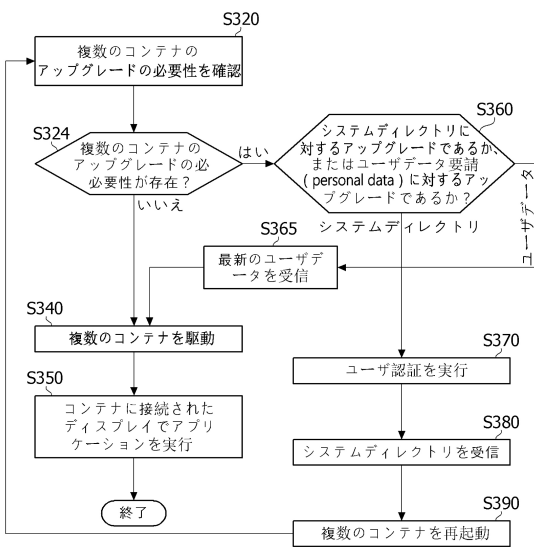 S320
複数のコンテナの
アップグレードの必要性を確認
S324
複数のコンテナの
アップグレードの必
必要性が存在？
はい
いいえ
S360
システムディレクトリに
対するアップグレードであるか、
またはユーザデータ要請
（personal data）に対するアッ
プグレードであるか？
システムディレクトリ
ユーザデータ
S365
最新のユーザデ
ータを受信
S340
複数のコンテナを駆動
S350
コンテナに接続された
ディスプレイでアプリ
ケーションを実行
終了
S370
ユーザ認証を実行
S380
システムディレクトリを受信
S390
複数のコンテナを再起動